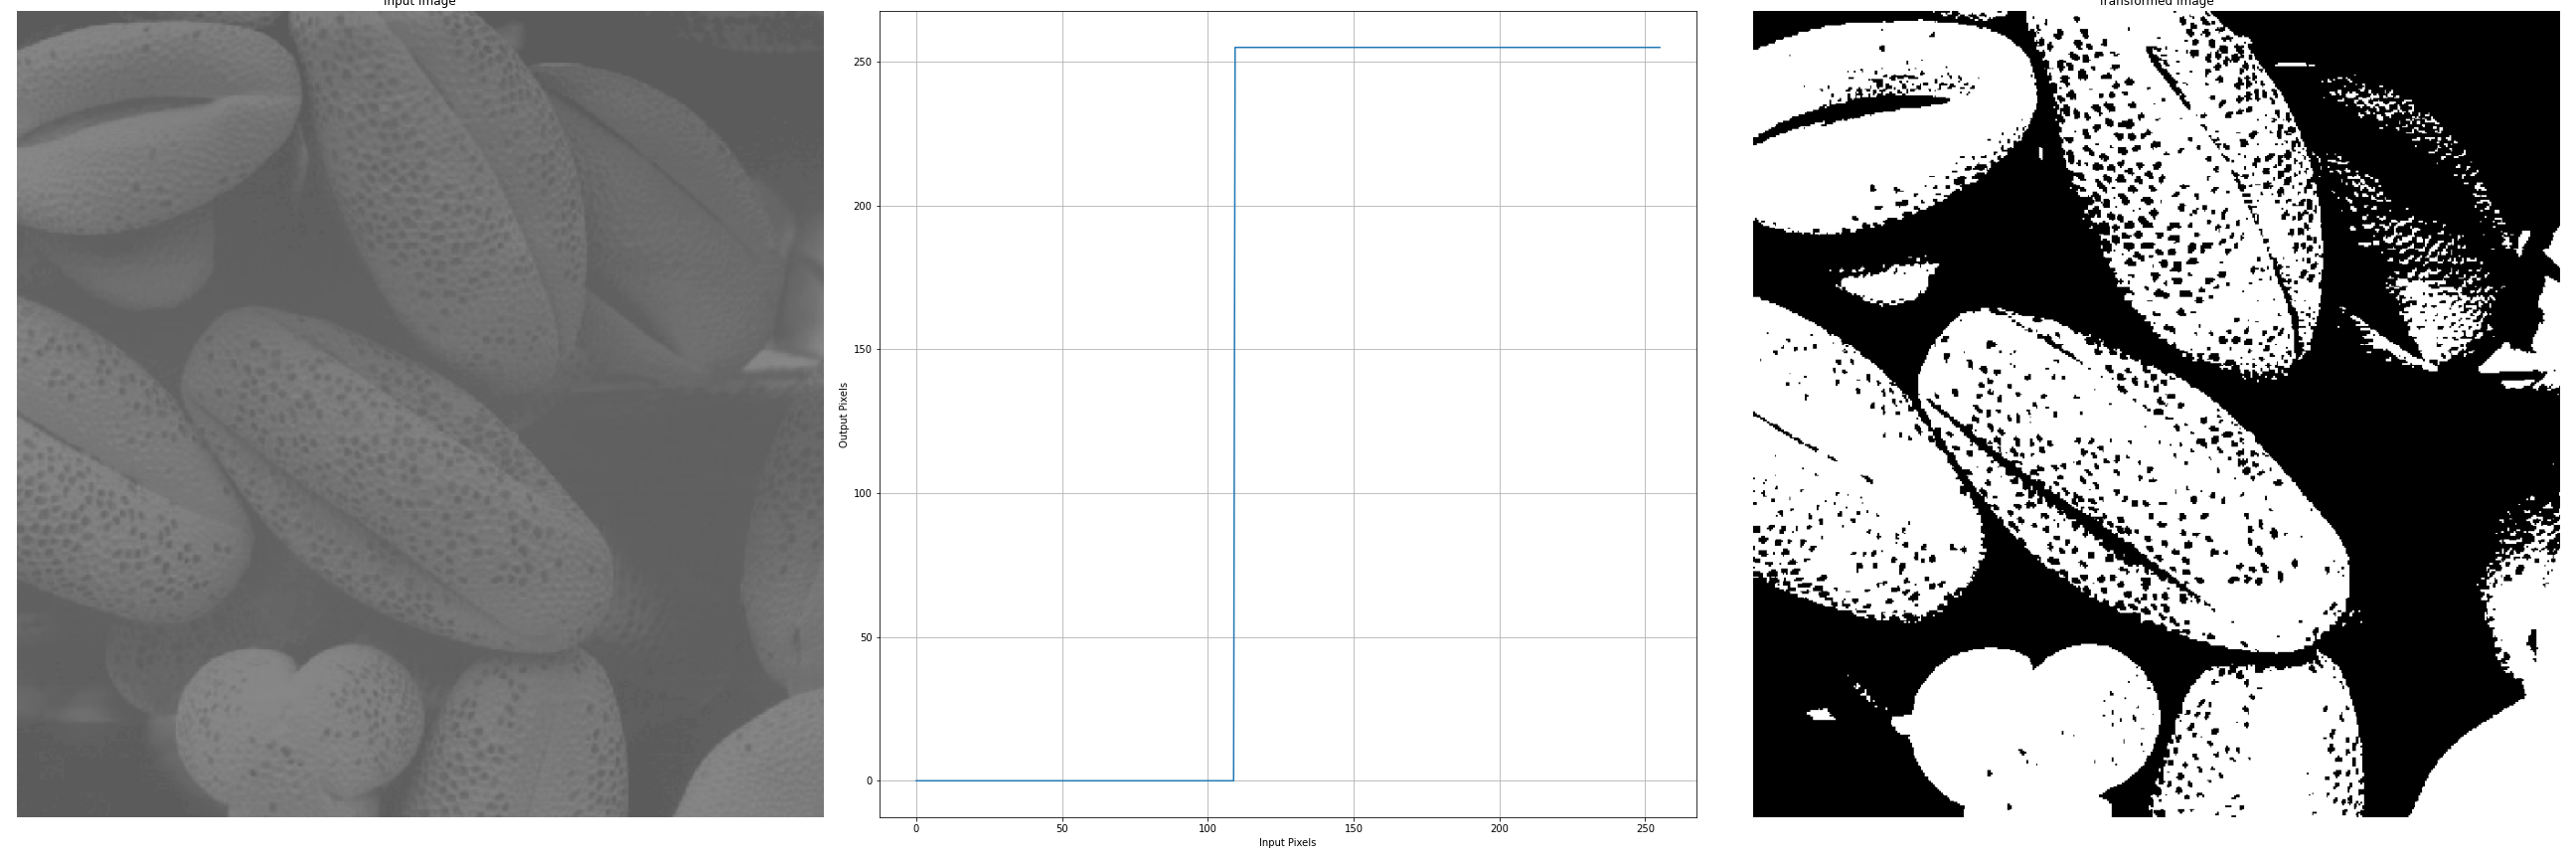 Input Image
Transformed Image
250
200
150
100
50
0
Output Pixels
0 50 100 150 200 250
Input Pixels